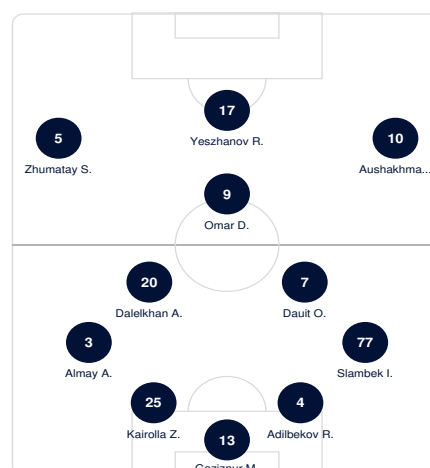 17
Yeszhanov R.
5
Zhumatay S.
10
Aushakhma...
9
Omar D.
20
Dalelkhan A.
7
Dauit O.
3
Almay A.
77
Slambek I.
25
Kairolla Z.
4
Adilbekov R.
13